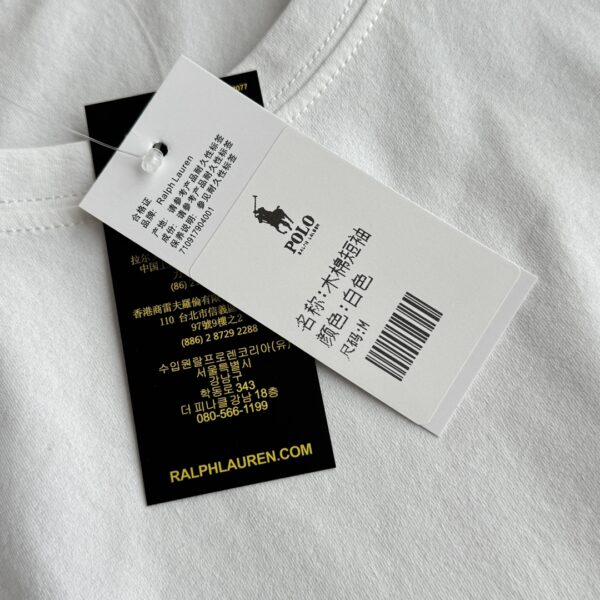 合格证
品牌: Ralph Lauren
产地: 请参考产品耐久性标签
成份: 请参考产品耐久性标签
保养说明: 参见耐久性标签
710917904001
POLO
RALPH LAUREN
名称:木棉短袖
颜色:白色
尺码:M
(86) 2
香港商雷夫羅倫有限
110 台北市信義區
97號9樓之2
(886) 2 8729 2288
수입원랄프로렌코리아(유)
서울특별시
강남구
학동로 343
더 피나클강남 18층
080-566-1199
RALPHLAUREN.COM